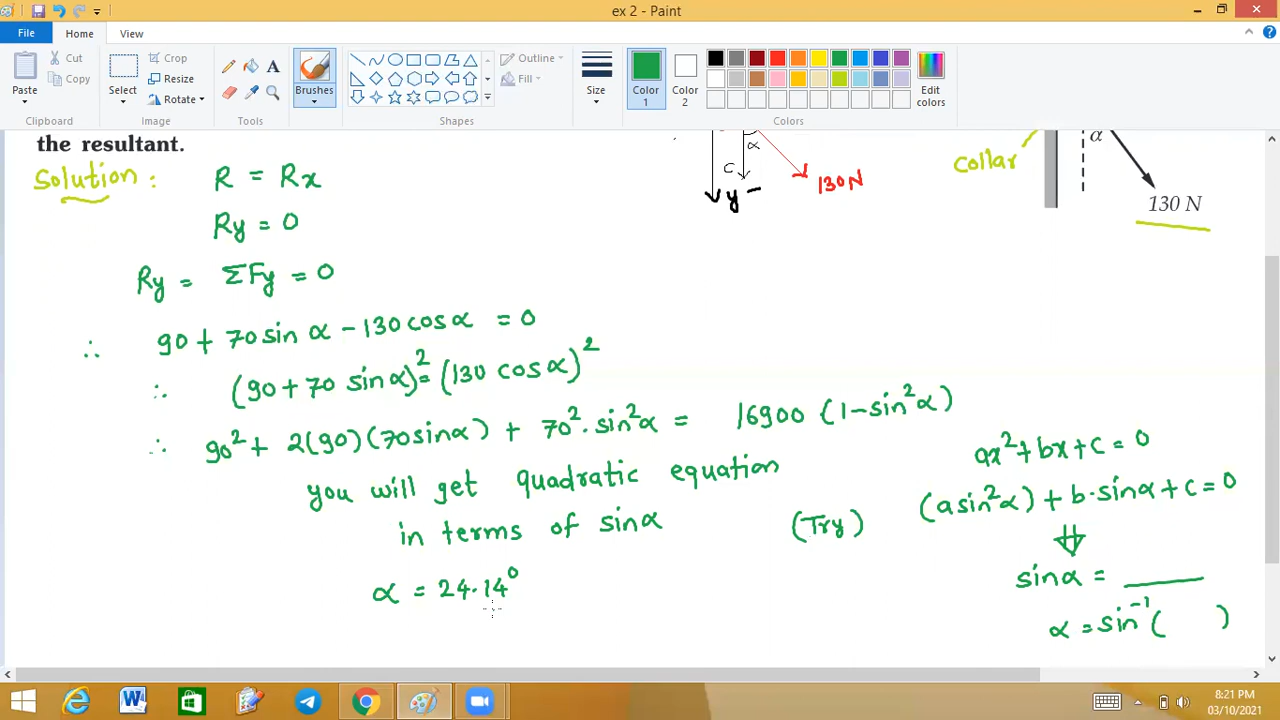 ex 2 - Paint
File Home View
Paste Cut Copy Clipboard
Select Crop Resize Rotate Image
Tools
Brushes
Outline Fill Shapes
Size
Color 1 Color 2 Edit colors Colors
the resultant.
Solution :
R = Rx
Ry = 0
Ry = ΣFy = 0
∴ 90 + 70 sin α - 130 cos α = 0
∴ (90 + 70 sin α)² = (130 cos α)²
∴ 90² + 2(90)(70 sin α) + 70². sin²α = 16900 (1-sin²α)
you will get quadratic equation
in terms of sin α
(Try)
α = 24.14⁰
α
C
y -
130N
collar
α
130 N
ax² + bx + c = 0
(a sin²α) + b. sin α + c = 0
⇓
sin α = ____
α = sin⁻¹( )
8:21 PM
03/10/2021